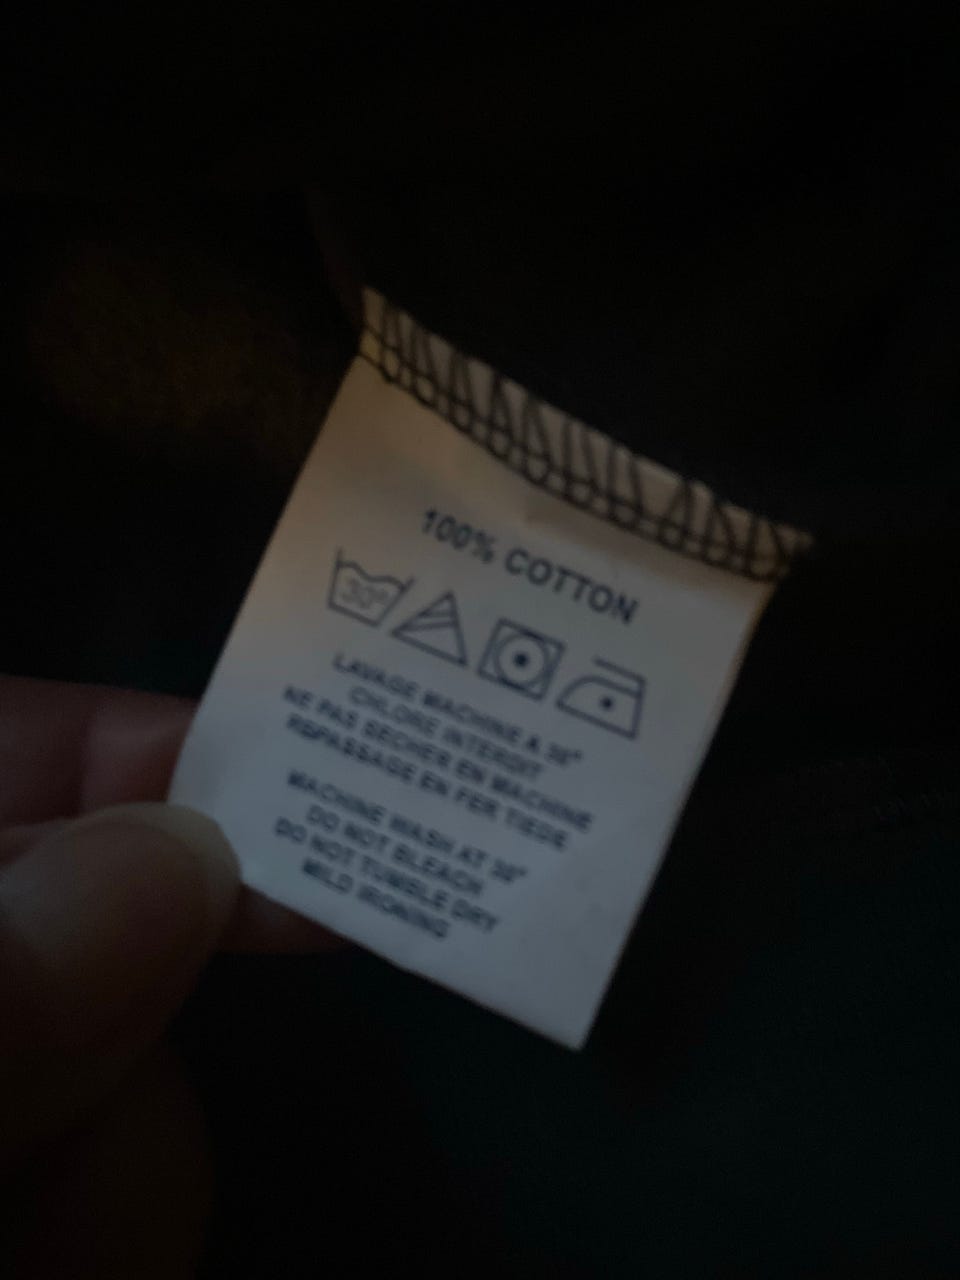 100% COTTON
30°
LAVAGE MACHINE A 30°
CHLORE INTERDIT
NE PAS SECHER EN MACHINE
REPASSAGE EN FER TIEDE
MACHINE WASH AT 30°
DO NOT BLEACH
DO NOT TUMBLE DRY
MILD IRONING